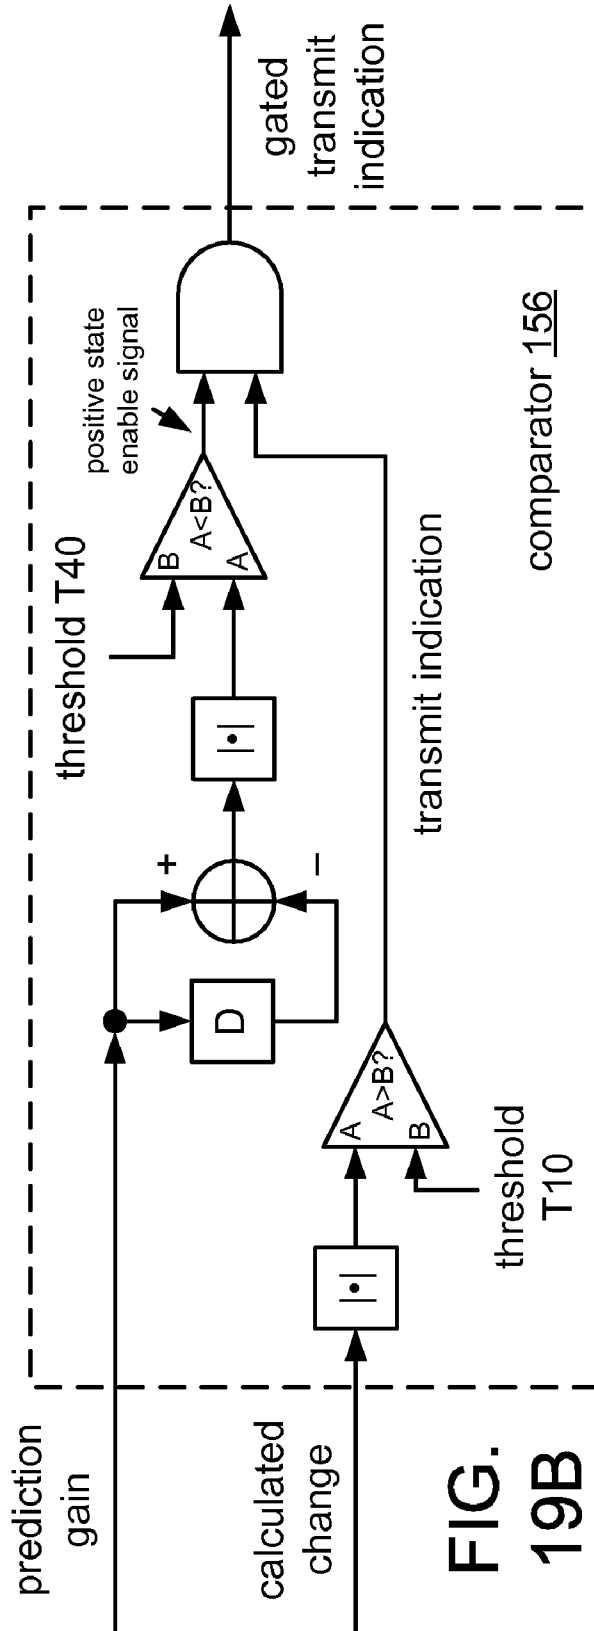 prediction
gain
calculated
change
FIG.
19B
D
+
–
|•|
threshold T40
B
A<B?
A
positive state
enable signal
|•|
A
A>B?
B
threshold
T10
transmit indication
comparator 156
gated
transmit
indication